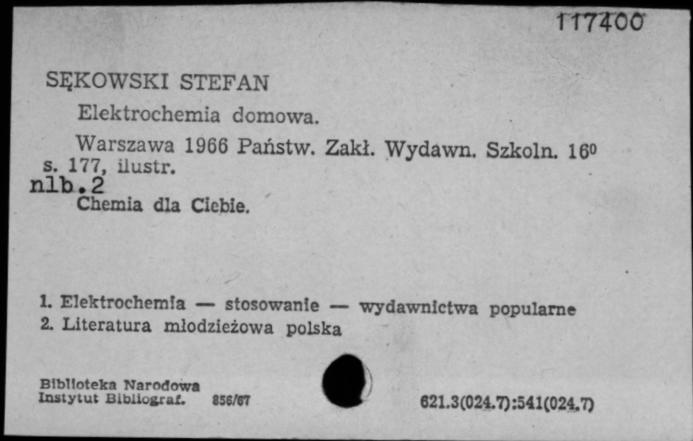 117400
SĘKOWSKI STEFAN
Elektrochemia domowa.
Warszawa 1966 Państw. Zakł. Wydawn. Szkoln. 16⁰
s. 177, ilustr.
nlb.2
Chemia dla Ciebie.
1. Elektrochemia — stosowanie — wydawnictwa popularne
2. Literatura młodzieżowa polska
Biblioteka Narodowa
Instytut Bibliograf. 856/67 621.3(024.7):541(024.7)